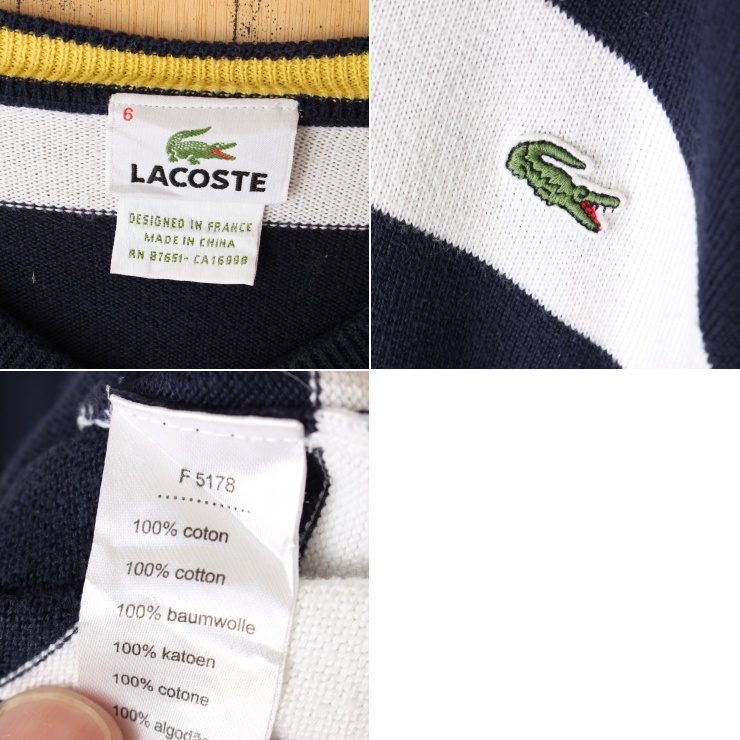 6
LACOSTE
DESIGNED IN FRANCE
MADE IN CHINA
RN 87651- CA16998
F 5178
100% coton
100% cotton
100% baumwolle
100% katoen
100% cotone
100%